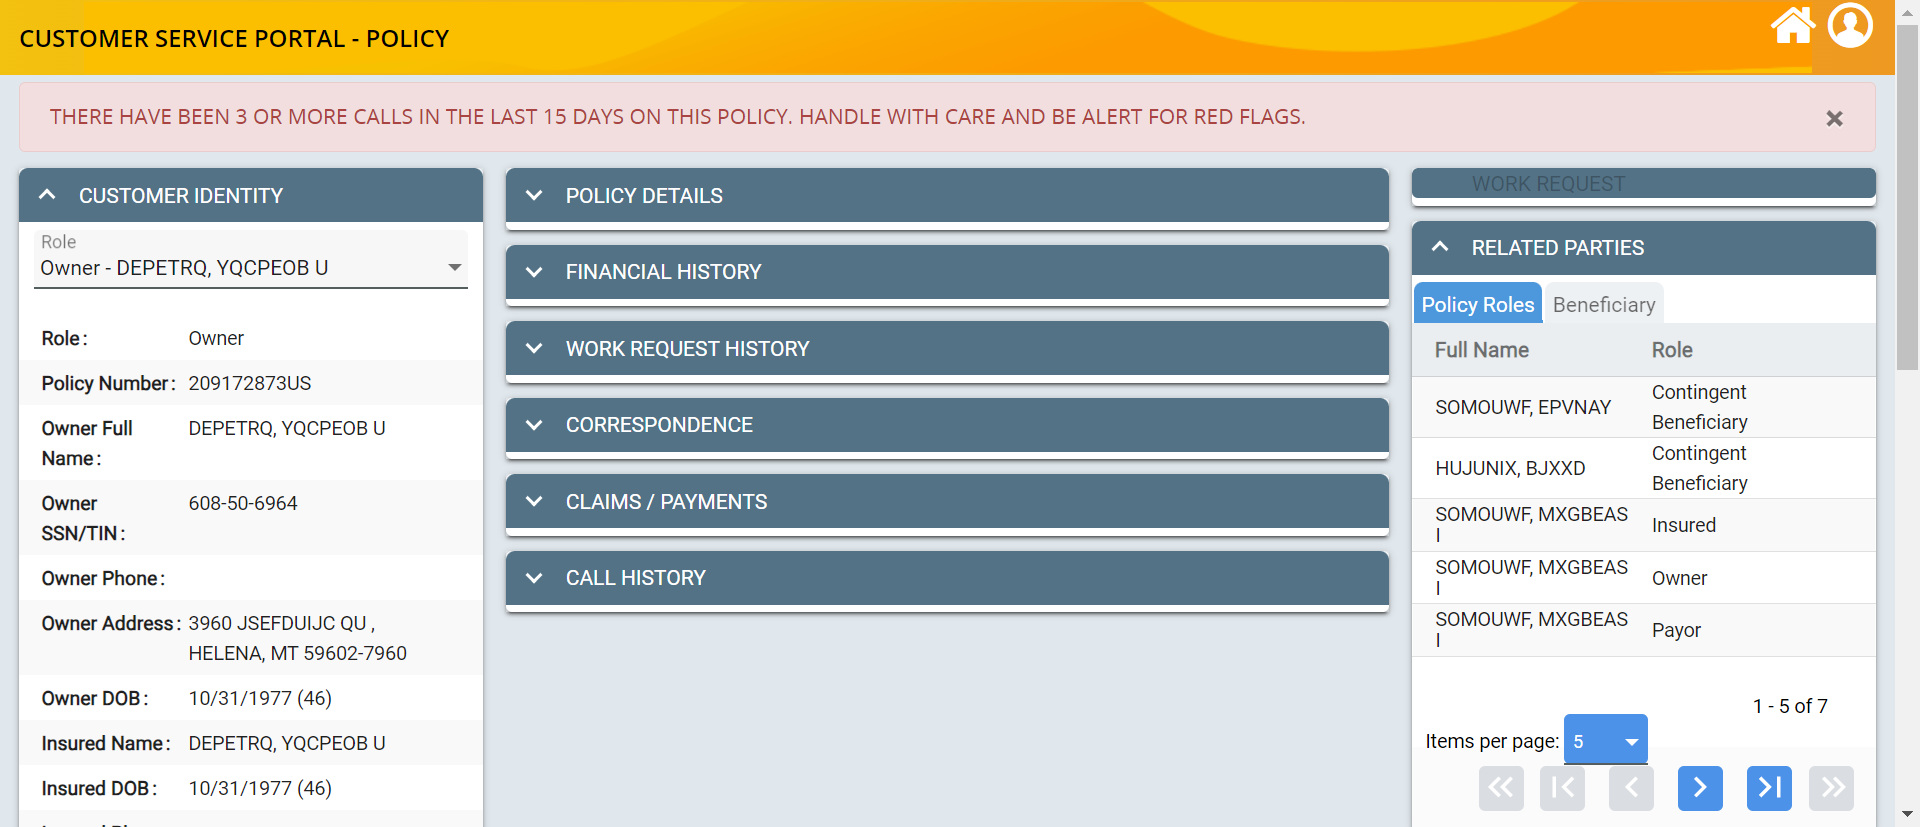 CUSTOMER SERVICE PORTAL - POLICY
THERE HAVE BEEN 3 OR MORE CALLS IN THE LAST 15 DAYS ON THIS POLICY. HANDLE WITH CARE AND BE ALERT FOR RED FLAGS.
CUSTOMER IDENTITY
Role
Owner - DEPETRQ, YQCPEOB U
Role: Owner
Policy Number: 209172873US
Owner Full DEPETRQ, YQCPEOB U
Name:
Owner 608-50-6964
SSN/TIN:
Owner Phone:
Owner Address: 3960 JSEFDUIJC QU ,
HELENA, MT 59602-7960
Owner DOB: 10/31/1977 (46)
Insured Name: DEPETRQ, YQCPEOB U
Insured DOB: 10/31/1977 (46)
POLICY DETAILS
FINANCIAL HISTORY
WORK REQUEST HISTORY
CORRESPONDENCE
CLAIMS / PAYMENTS
CALL HISTORY
WORK REQUEST
RELATED PARTIES
Policy Roles Beneficiary
Full Name Role
SOMOUWF, EPVNAY Contingent
Beneficiary
HUJUNIX, BJXXD Contingent
Beneficiary
SOMOUWF, MXGBEAS Insured
I
SOMOUWF, MXGBEAS Owner
I
SOMOUWF, MXGBEAS Payor
I
1 - 5 of 7
Items per page: 5